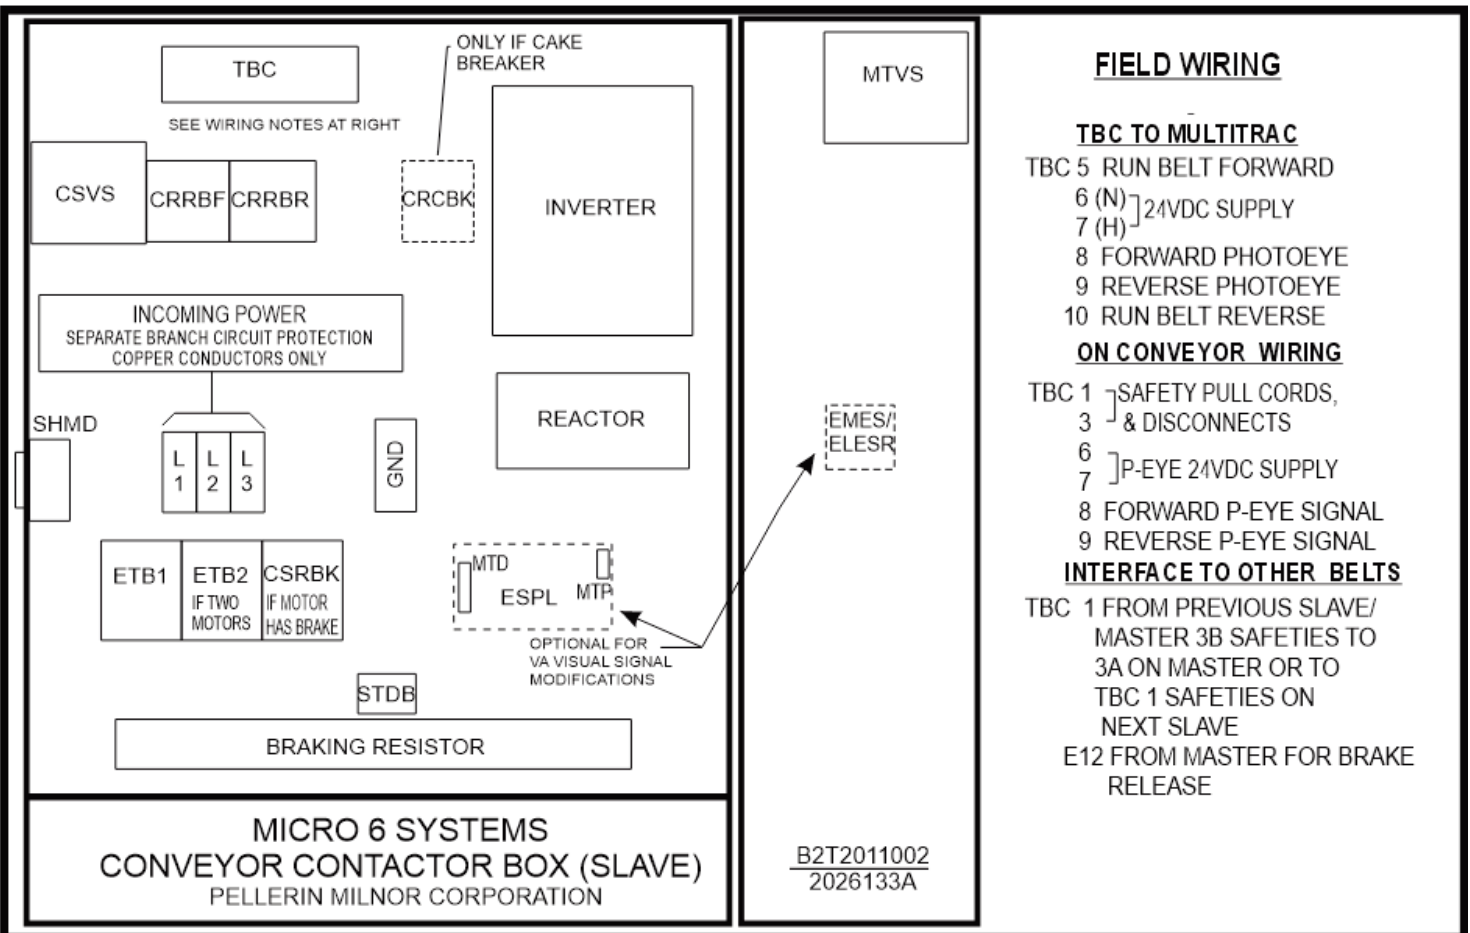 TBC
SEE WIRING NOTES AT RIGHT
ONLY IF CAKE
BREAKER
CSVS
CRRBF
CRRBR
CRCBK
INVERTER
INCOMING POWER
SEPARATE BRANCH CIRCUIT PROTECTION
COPPER CONDUCTORS ONLY
SHMD
L
1
L
2
L
3
GND
REACTOR
ETB1
ETB2
IF TWO
MOTORS
CSRBK
IF MOTOR
HAS BRAKE
MTD
ESPL
MTP
OPTIONAL FOR
VA VISUAL SIGNAL
MODIFICATIONS
STDB
BRAKING RESISTOR
MICRO 6 SYSTEMS
CONVEYOR CONTACTOR BOX (SLAVE)
PELLERIN MILNOR CORPORATION
MTVS
EMES/
ELESR
B2T2011002
2026133A
FIELD WIRING
TBC TO MULTITRAC
TBC 5 RUN BELT FORWARD
6 (N)
7 (H)
24VDC SUPPLY
8 FORWARD PHOTOEYE
9 REVERSE PHOTOEYE
10 RUN BELT REVERSE
ON CONVEYOR WIRING
TBC 1 SAFETY PULL CORDS,
3 & DISCONNECTS
6
7
P-EYE 24VDC SUPPLY
8 FORWARD P-EYE SIGNAL
9 REVERSE P-EYE SIGNAL
INTERFACE TO OTHER BELTS
TBC 1 FROM PREVIOUS SLAVE/
MASTER 3B SAFETIES TO
3A ON MASTER OR TO
TBC 1 SAFETIES ON
NEXT SLAVE
E12 FROM MASTER FOR BRAKE
RELEASE